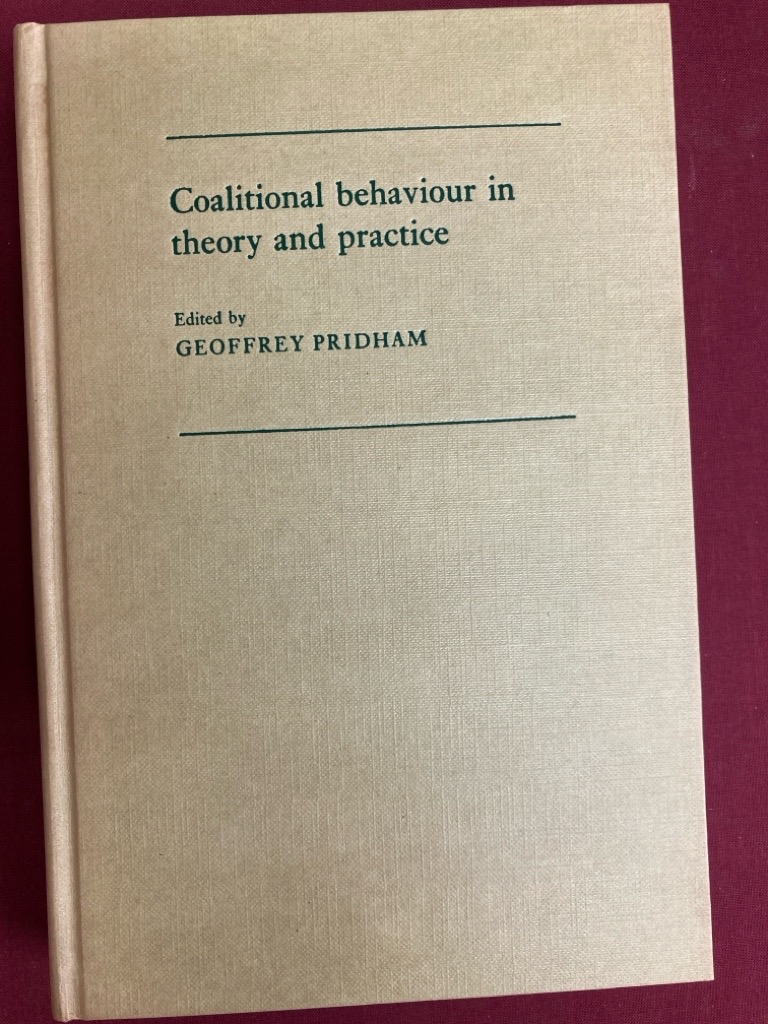 Coalitional behaviour in
theory and practice
Edited by
GEOFFREY PRIDHAM